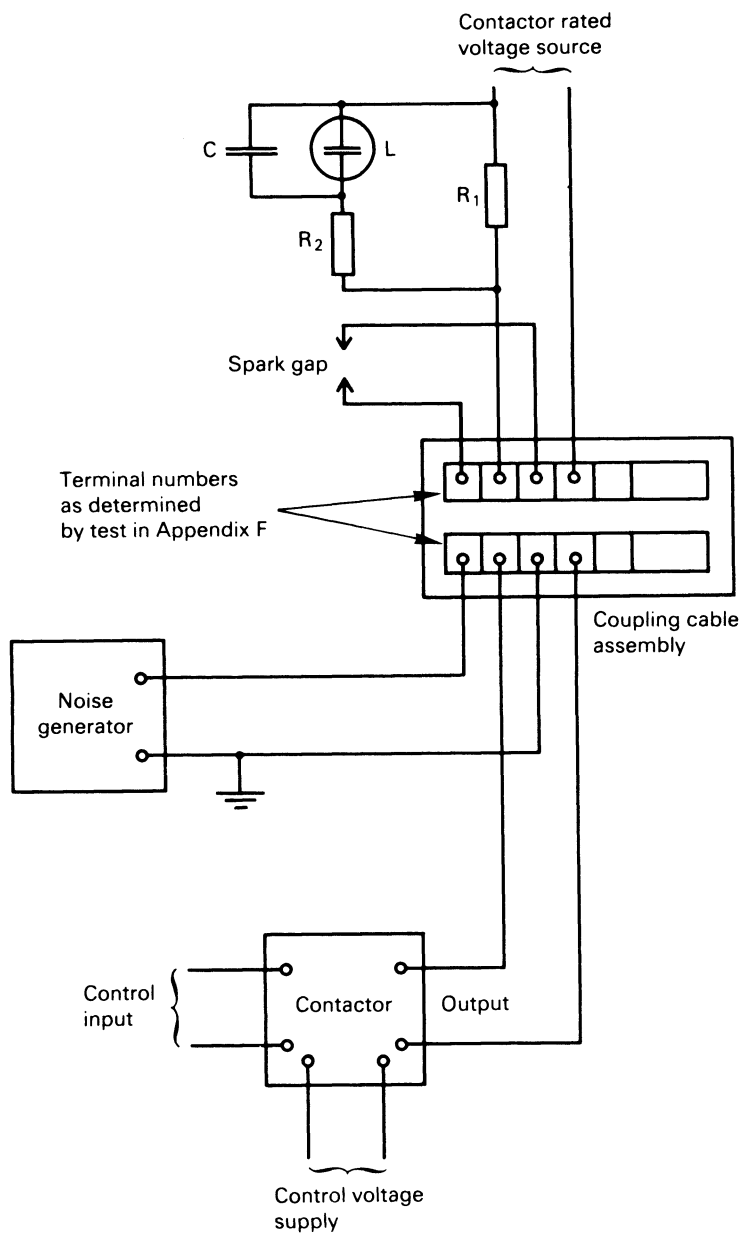 Contactor rated
voltage source
C
L
R1
R2
Spark gap
Terminal numbers
as determined
by test in Appendix F
Coupling cable
assembly
Noise
generator
Control
input
Contactor
Output
Control voltage
supply